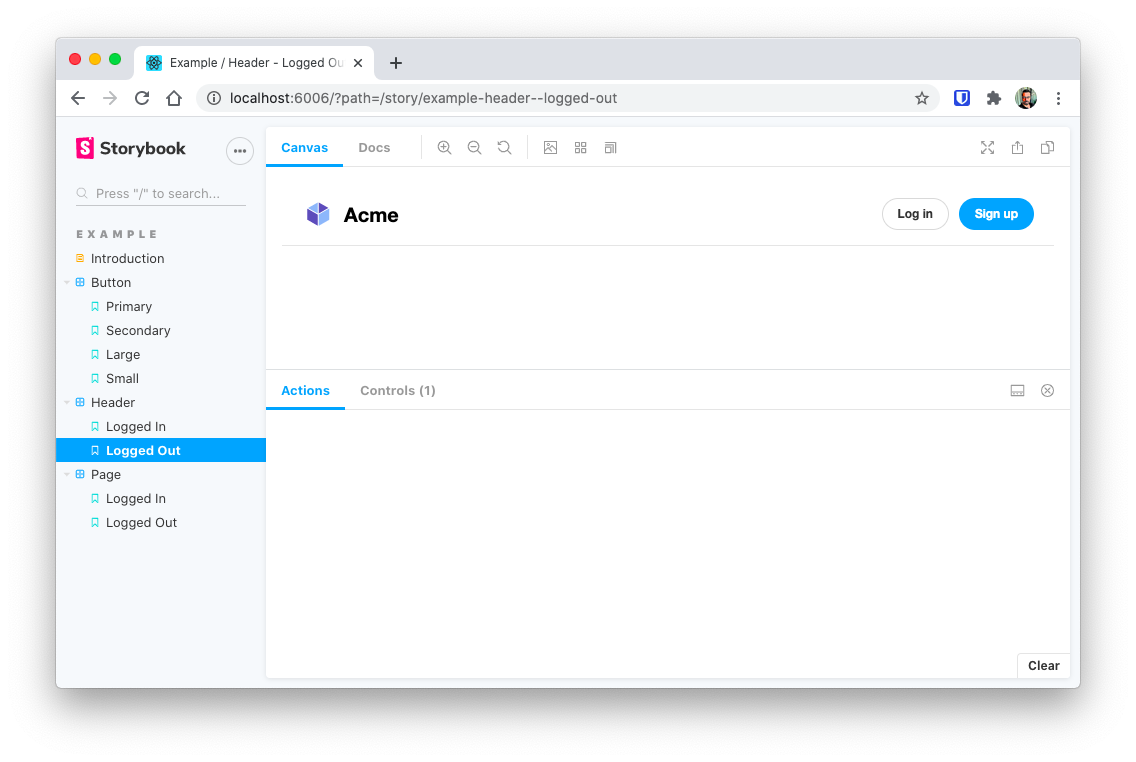 Example / Header - Logged Ou
localhost:6006/?path=/story/example-header--logged-out
Storybook
Press "/" to search...
EXAMPLE
Introduction
Button
Primary
Secondary
Large
Small
Header
Logged In
Logged Out
Page
Logged In
Logged Out
Canvas Docs
Acme Log in Sign up
Actions Controls (1)
Clear